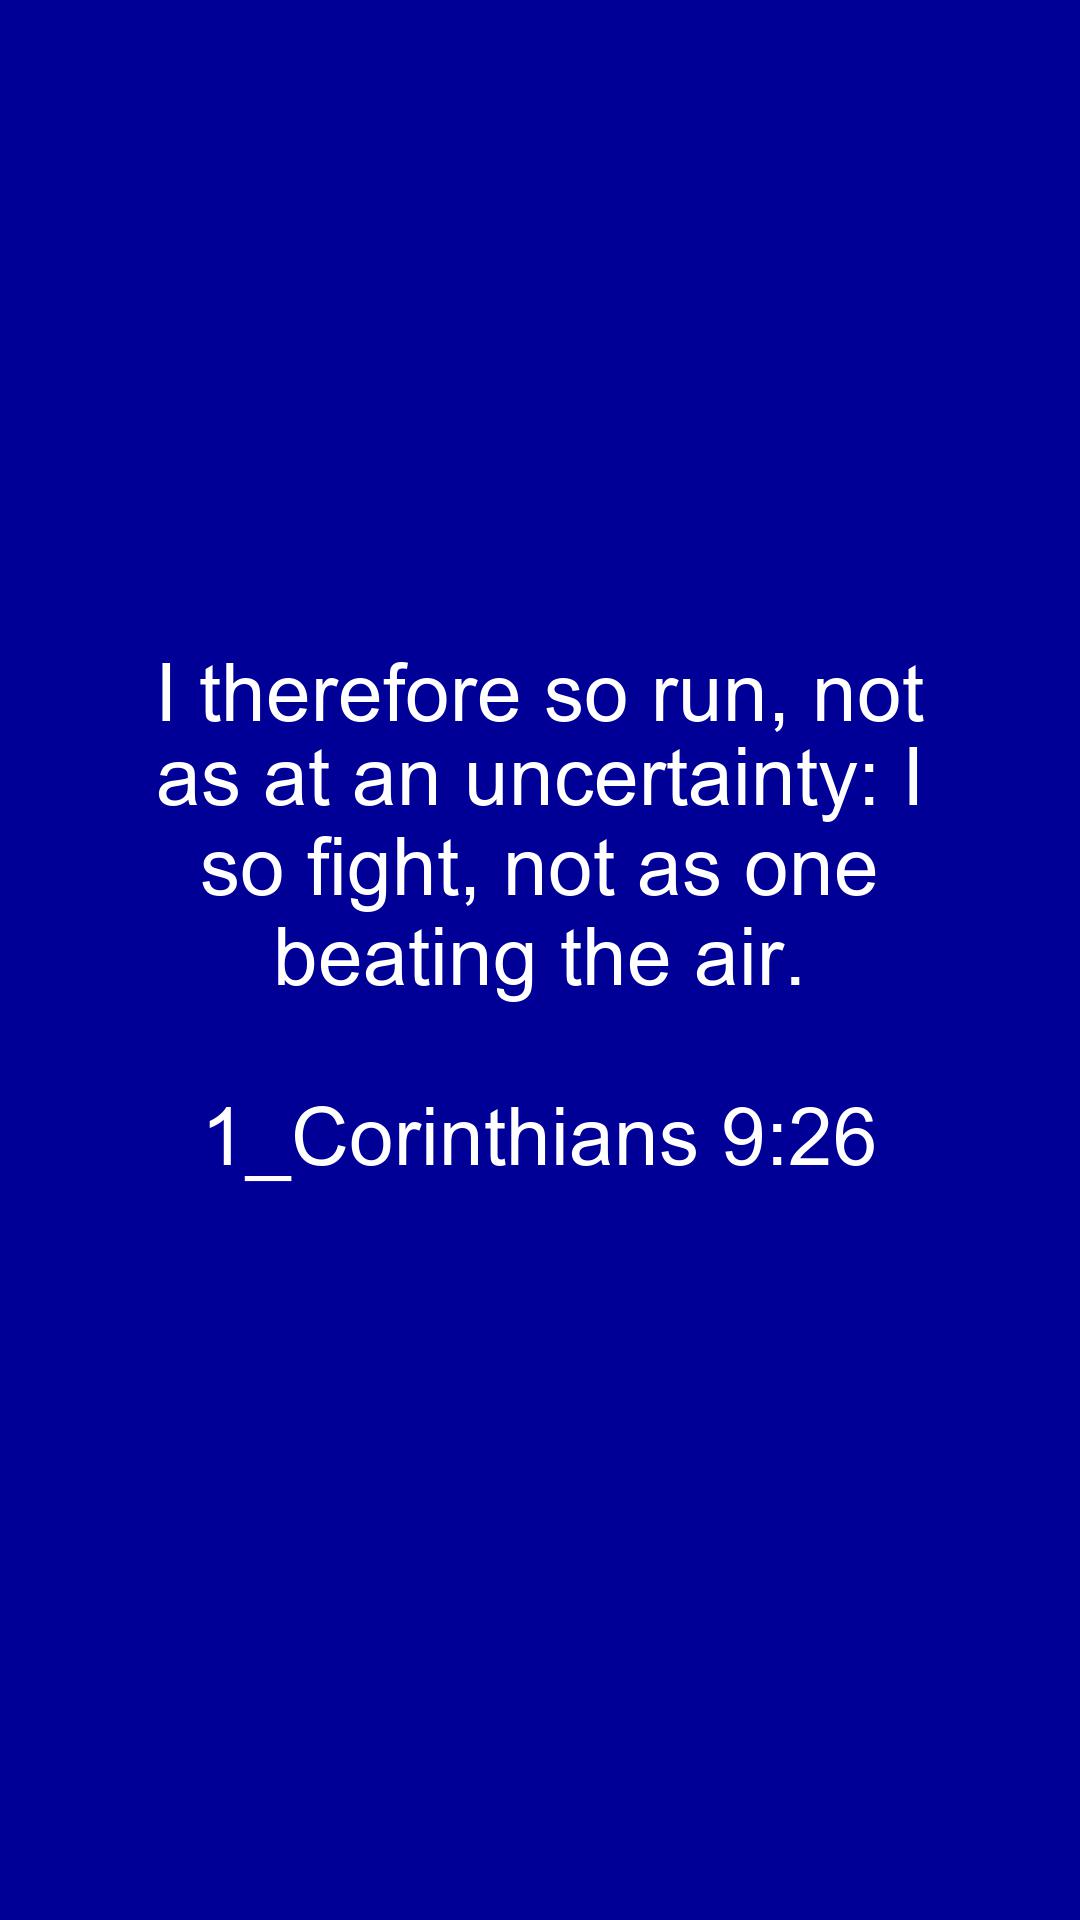 I therefore so run, not
as at an uncertainty: I
so fight, not as one
beating the air.
1_Corinthians 9:26